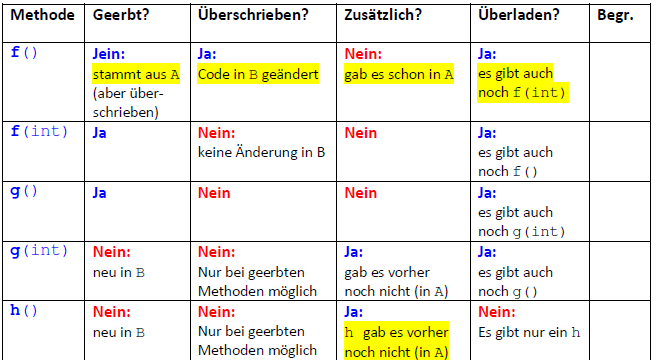 Methode Geerbt? Überschrieben? Zusätzlich? Überladen? Begr.
f() Jein: Ja: Nein: Ja:
stammt aus A Code in B geändert gab es schon in A es gibt auch
(aber über- noch f(int)
schrieben)
f(int) Ja Nein: Nein Ja:
keine Änderung in B es gibt auch
noch f()
g() Ja Nein Nein Ja:
es gibt auch
noch g(int)
g(int) Nein: Nein: Ja: Ja:
neu in B Nur bei geerbten gab es vorher es gibt auch
Methoden möglich noch nicht (in A) noch g()
h() Nein: Nein: Ja: Nein:
neu in B Nur bei geerbten h gab es vorher Es gibt nur ein h
Methoden möglich noch nicht (in A)